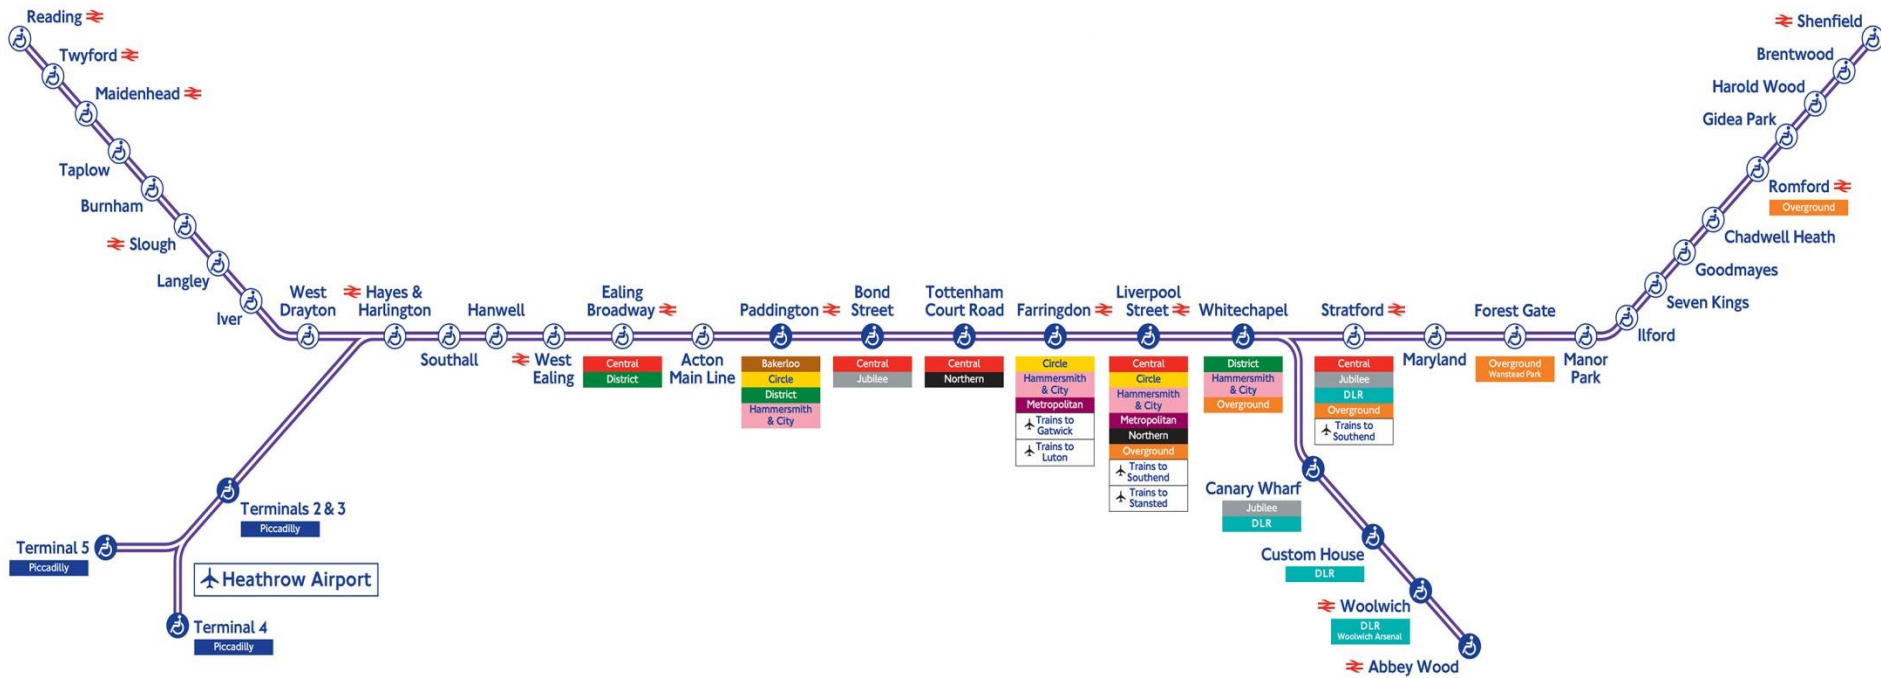 Reading
Twyford
Maidenhead
Taplow
Burnham
Slough
Langley
Iver
West
Drayton
Hayes &
Harlington
Southall
Hanwell
West
Ealing
Ealing
Broadway
Central
District
Acton
Main Line
Paddington
Bakerloo
Circle
District
Hammersmith
& City
Bond
Street
Central
Jubilee
Tottenham
Court Road
Central
Northern
Farringdon
Circle
Hammersmith
& City
Metropolitan
Trains to
Gatwick
Trains to
Luton
Liverpool
Street
Central
Circle
Hammersmith
& City
Metropolitan
Northern
Overground
Trains to
Southend
Trains to
Stansted
Whitechapel
District
Hammersmith
& City
Overground
Stratford
Central
Jubilee
DLR
Overground
Trains to
Southend
Maryland
Forest Gate
Overground
Wanstead Park
Manor
Park
Ilford
Seven Kings
Goodmayes
Chadwell Heath
Romford
Overground
Gidea Park
Harold Wood
Brentwood
Shenfield
Canary Wharf
Jubilee
DLR
Custom House
DLR
Woolwich
DLR
Woolwich Arsenal
Abbey Wood
Terminals 2 & 3
Piccadilly
Terminal 5
Piccadilly
Heathrow Airport
Terminal 4
Piccadilly